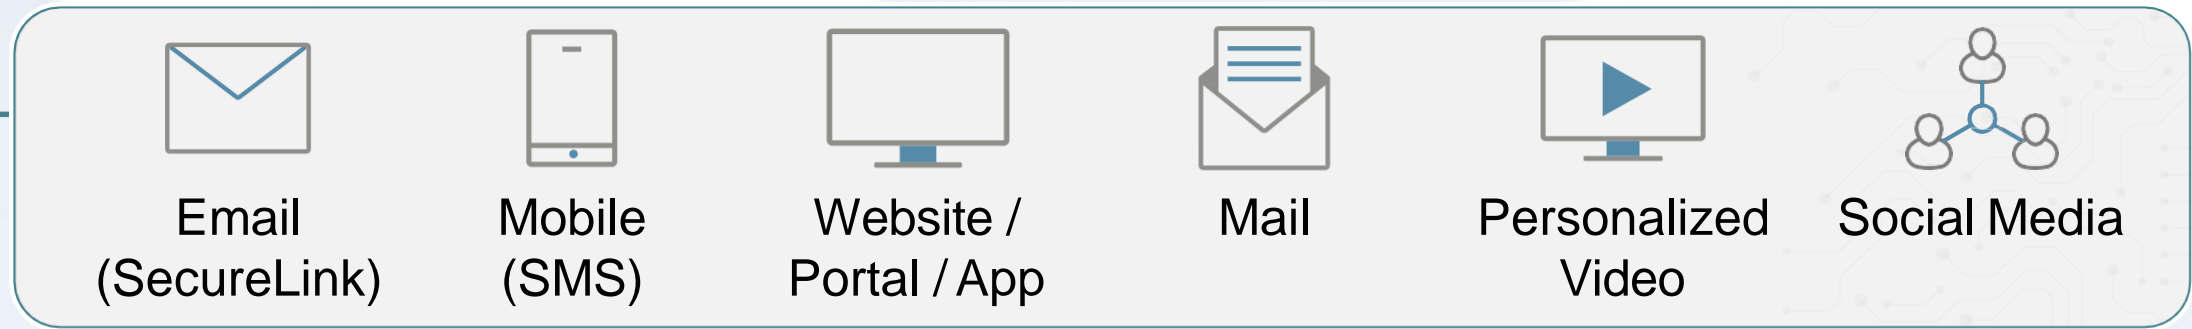 Email
(SecureLink)
Mobile
(SMS)
Website /
Portal / App
Mail
Personalized
Video
Social Media